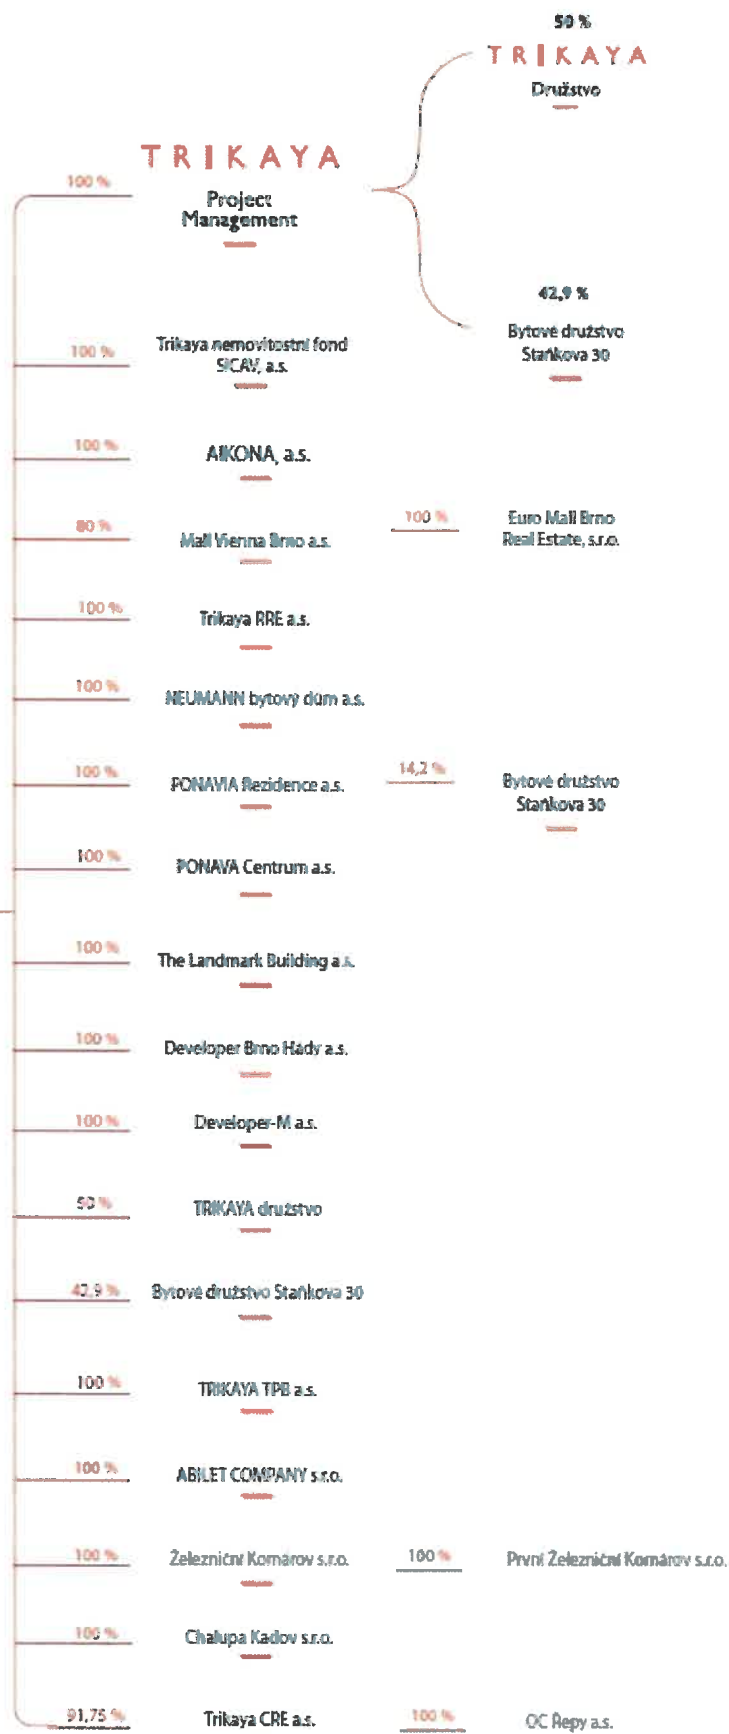 50 %
TRIKAYA
Družstvo
TRIKAYA
100 %
Project
Management
42,9 %
Bytové družstvo
Staňkova 30
100 %
Trikaya nemovitostní fond
SICAV, a.s.
100 %
AIKONA, a.s.
80 %
Mall Vienna Brno a.s.
100 %
Euro Mall Brno
Real Estate, s.r.o.
100 %
Trikaya RRE a.s.
100 %
NEUMANN bytový dům a.s.
100 %
PONAVIA Rezidence a.s.
14,2 %
Bytové družstvo
Staňkova 30
100 %
PONAVA Centrum a.s.
100 %
The Landmark Building a.s.
100 %
Developer Brno Hády a.s.
100 %
Developer-M a.s.
50 %
TRIKAYA družstvo
42,9 %
Bytové družstvo Staňkova 30
100 %
TRIKAYA TPB a.s.
100 %
ABILET COMPANY s.r.o.
100 %
Železniční Komárov s.r.o.
100 %
První Železniční Komárov s.r.o.
100 %
Chalupa Kadov s.r.o.
91,75 %
Trikaya CRE a.s.
100 %
OC Řepy a.s.